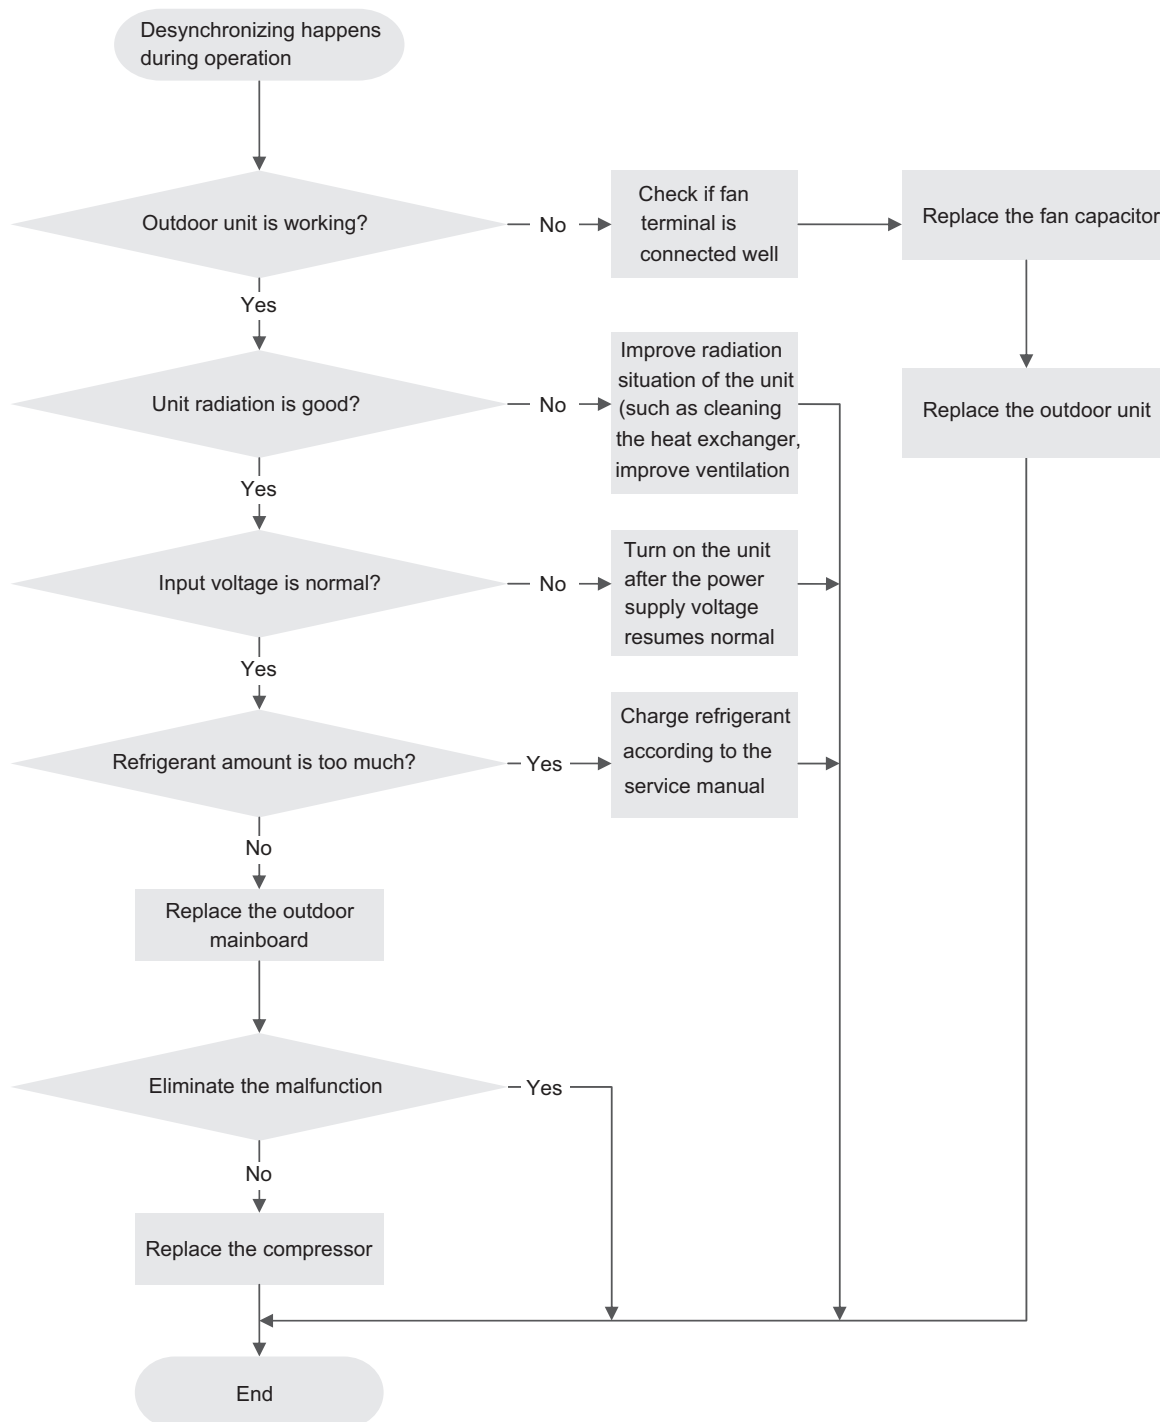 Desynchronizing happens
during operation
Outdoor unit is working?
No
Check if fan
terminal is
connected well
Replace the fan capacitor
Yes
Unit radiation is good?
No
Improve radiation
situation of the unit
(such as cleaning
the heat exchanger,
improve ventilation
Replace the outdoor unit
Yes
Input voltage is normal?
No
Turn on the unit
after the power
supply voltage
resumes normal
Yes
Refrigerant amount is too much?
Yes
Charge refrigerant
according to the
service manual
No
Replace the outdoor
mainboard
Eliminate the malfunction
Yes
No
Replace the compressor
End